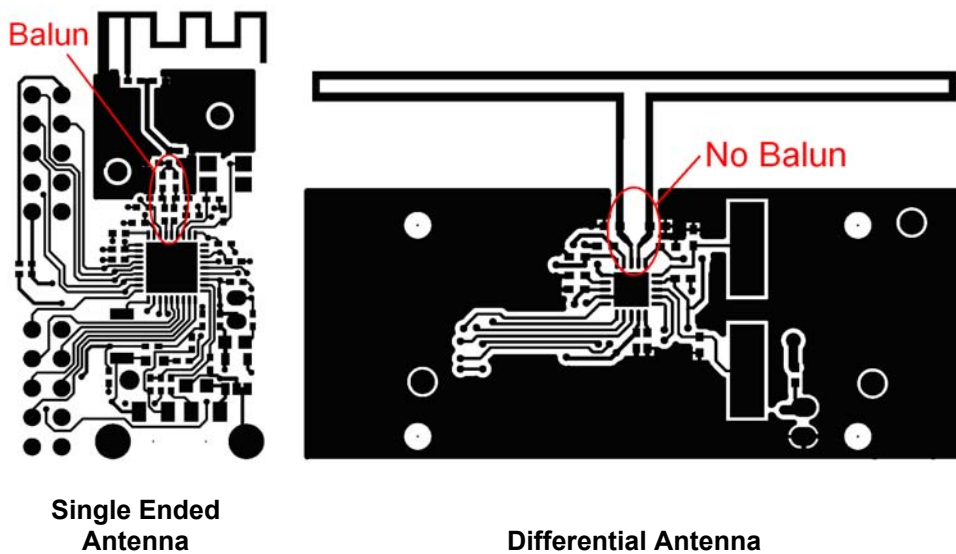 Balun
No Balun
Single Ended
Antenna
Differential Antenna